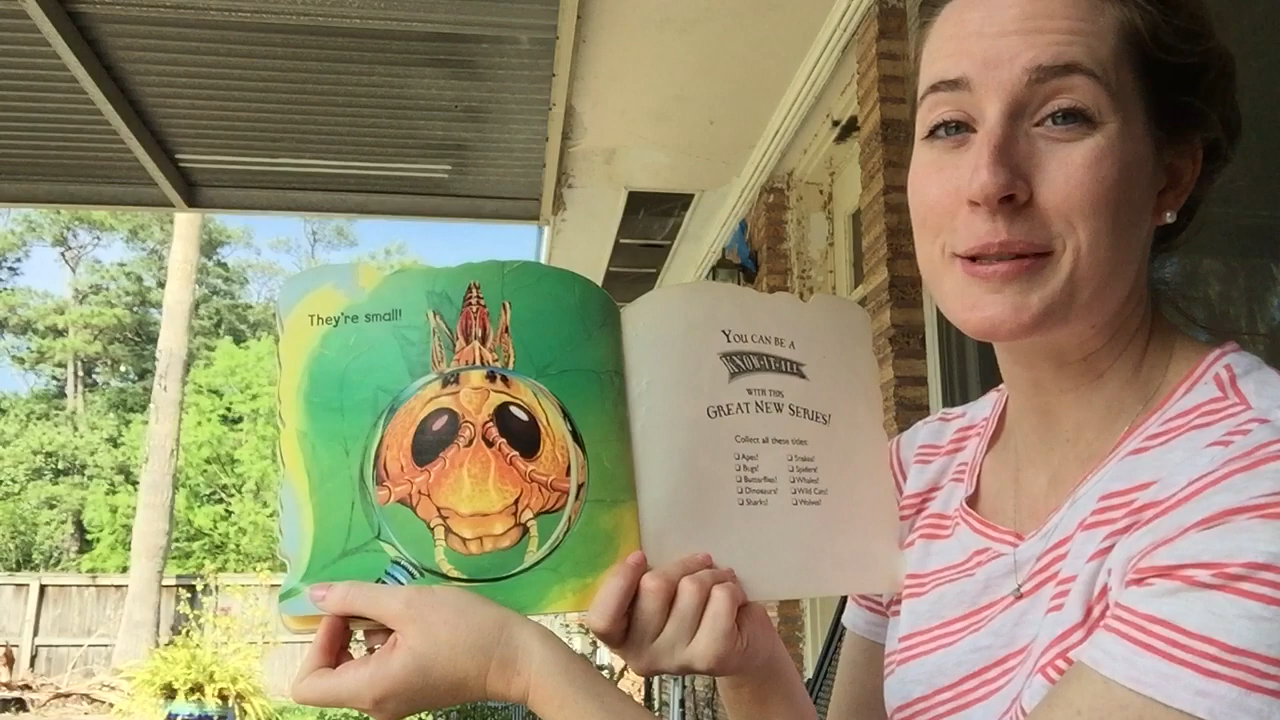 They're small!
YOU CAN BE A
KNOW-IT-ALL
WITH THIS
GREAT NEW SERIES!
Collect all these titles:
Apes! Snakes!
Bugs! Spiders!
Butterflies! Whales!
Dinosaurs! Wild Cats!
Sharks! Wolves!